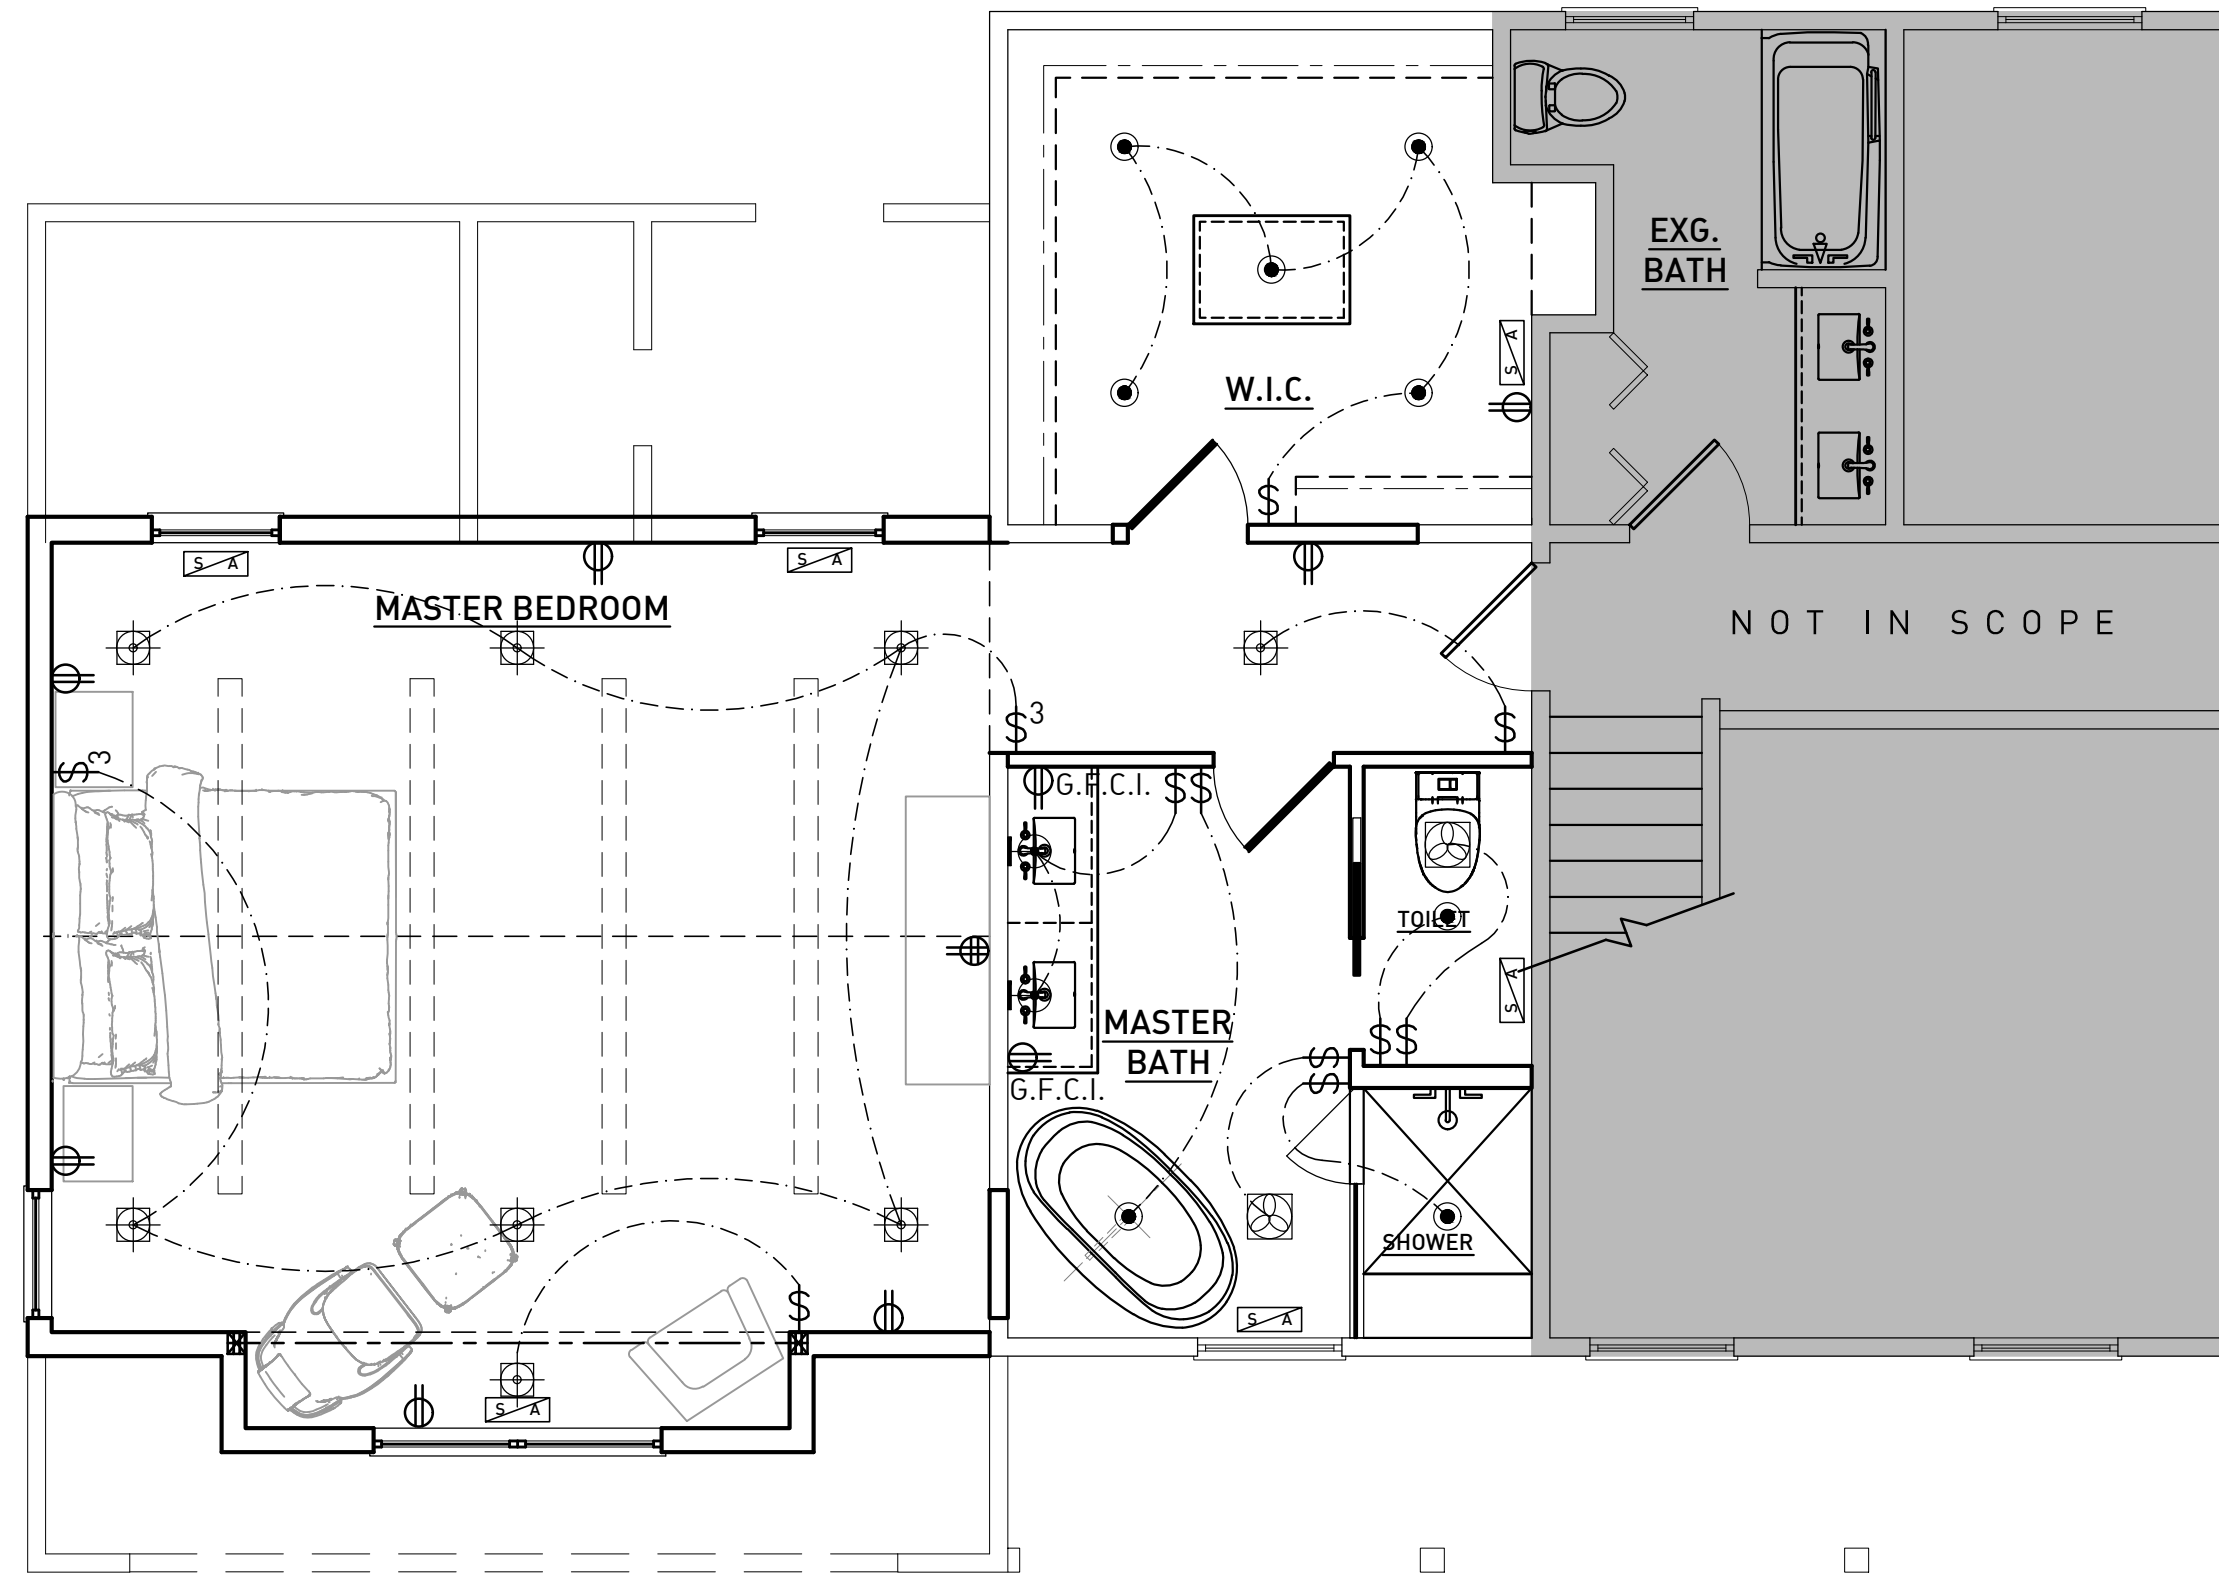 EXG.
BATH
S A
W.I.C.
$
S A
S A
MASTER BEDROOM
NOT IN SCOPE
$3
$
$3
G.F.C.I.
$$
TOILET
S A
MASTER
BATH
$$
$
$
G.F.C.I.
SHOWER
$
S A
S A